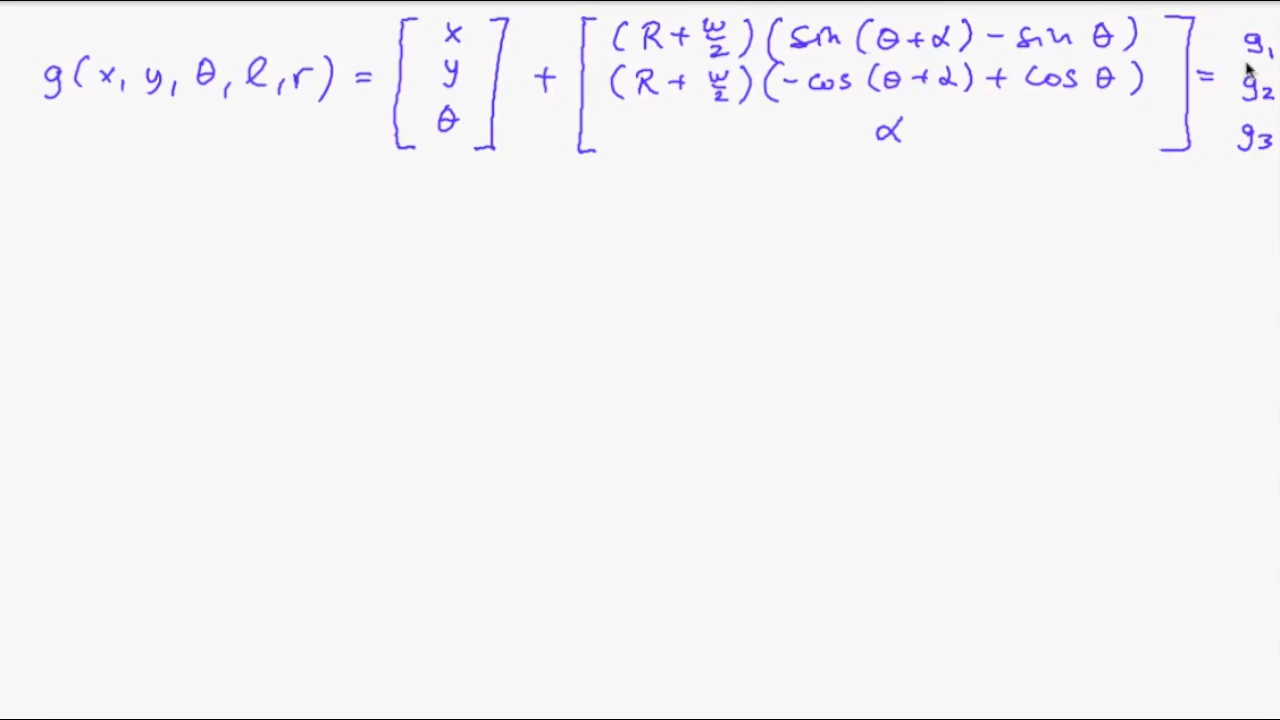 g(x, y, θ, l, r) = [x y θ] + [(R + w/2)(sin(θ+α) - sin θ) (R + w/2)(-cos(θ+α) + cos θ) α] = g₁ g₂ g₃